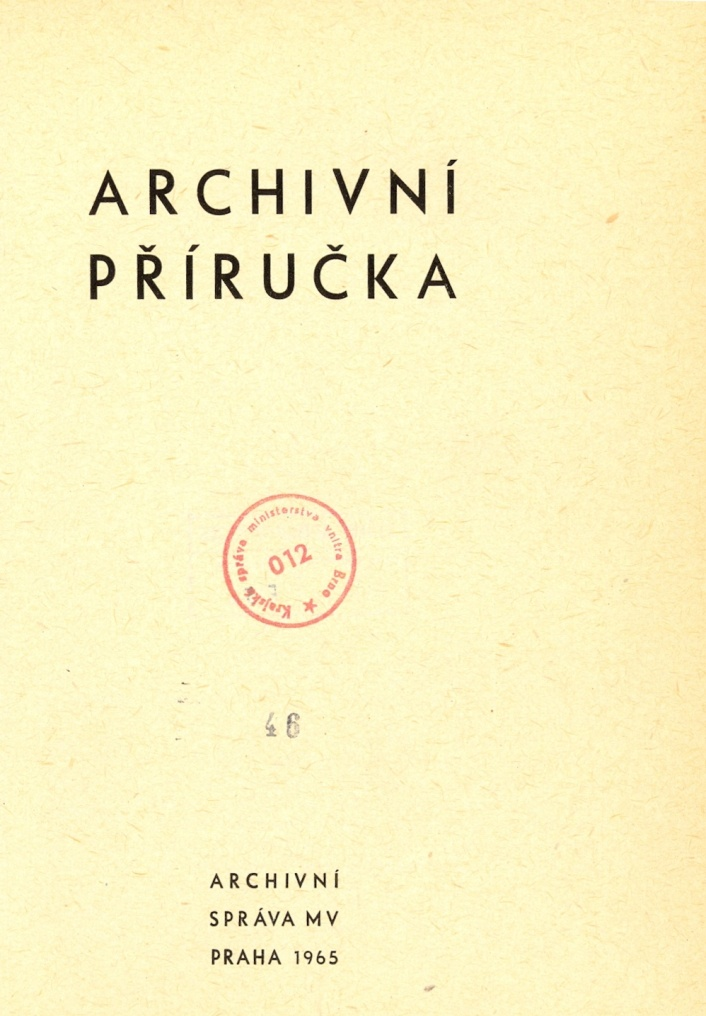 ARCHIVNÍ
PŘÍRUČKA
Krajská správa ministerstva vnitra Brno ★
012
46
ARCHIVNÍ
SPRÁVA MV
PRAHA 1965